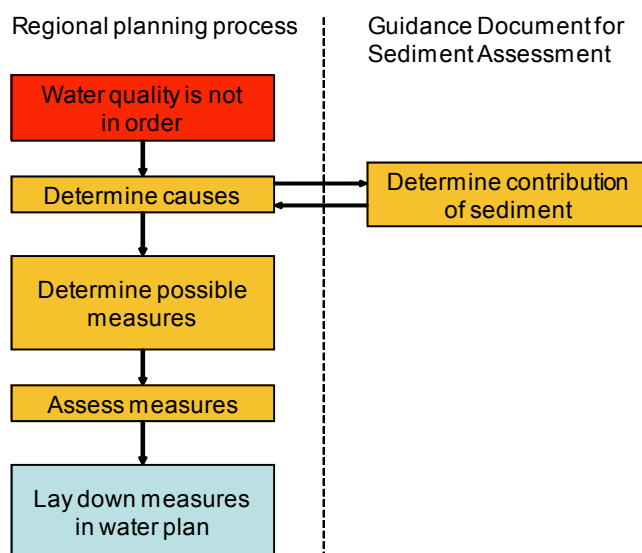 Regional planning process
Guidance Document for
Sediment Assessment
Water quality is not
in order
Determine causes
Determine contribution
of sediment
Determine possible
measures
Assess measures
Lay down measures
in water plan